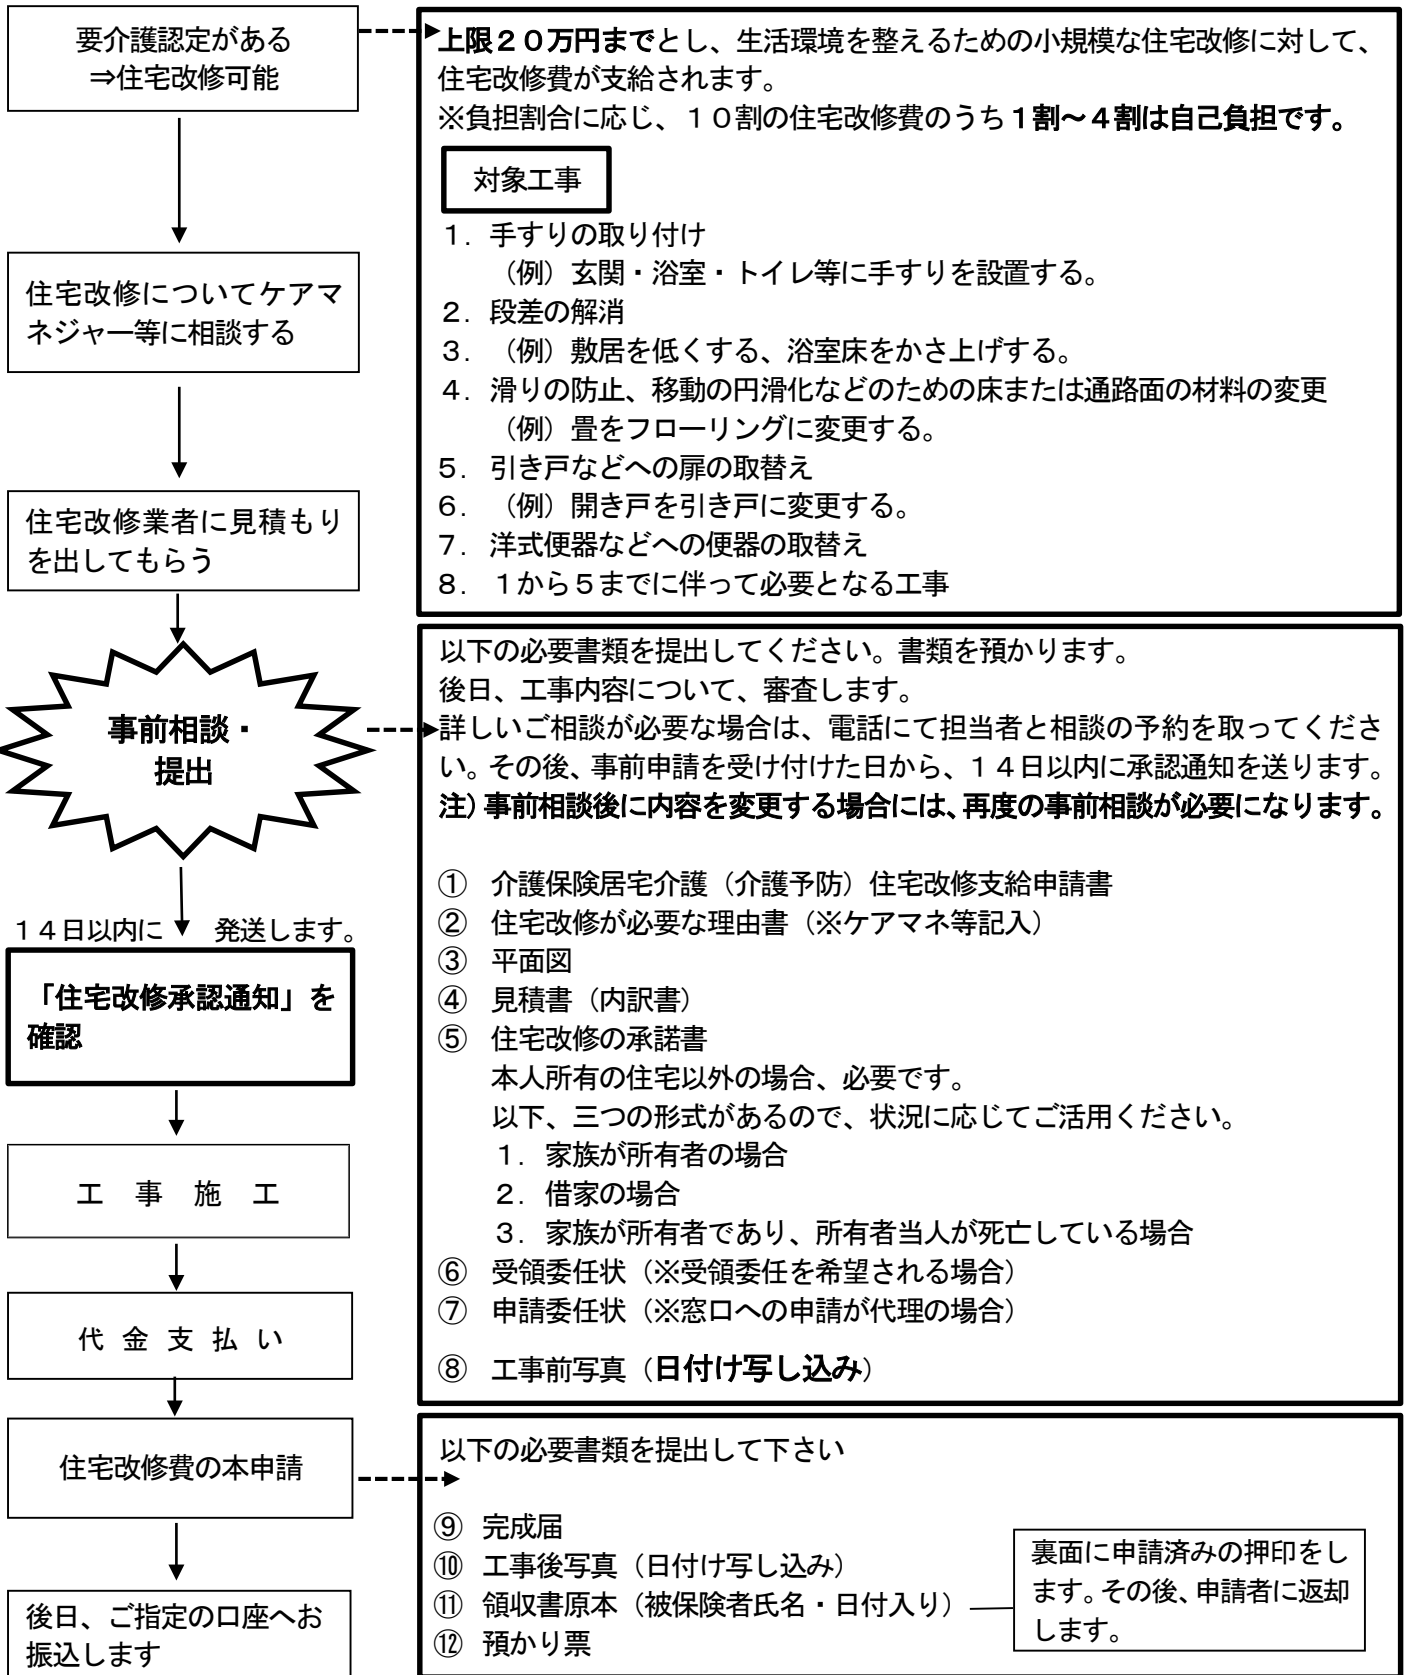 要介護認定がある
⇒住宅改修可能
上限２０万円までとし、生活環境を整えるための小規模な住宅改修に対して、
住宅改修費が支給されます。
※負担割合に応じ、１０割の住宅改修費のうち１割～４割は自己負担です。
対象工事
１．手すりの取り付け
（例）玄関・浴室・トイレ等に手すりを設置する。
２．段差の解消
３．（例）敷居を低くする、浴室床をかさ上げする。
４．滑りの防止、移動の円滑化などのための床または通路面の材料の変更
（例）畳をフローリングに変更する。
５．引き戸などへの扉の取替え
６．（例）開き戸を引き戸に変更する。
７．洋式便器などへの便器の取替え
８．１から５までに伴って必要となる工事
住宅改修についてケアマ
ネジャー等に相談する
住宅改修業者に見積もり
を出してもらう
事前相談・
提出
以下の必要書類を提出してください。書類を預かります。
後日、工事内容について、審査します。
詳しいご相談が必要な場合は、電話にて担当者と相談の予約を取ってくださ
い。その後、事前申請を受け付けた日から、１４日以内に承認通知を送ります。
注）事前相談後に内容を変更する場合には、再度の事前相談が必要になります。
① 介護保険居宅介護（介護予防）住宅改修支給申請書
② 住宅改修が必要な理由書（※ケアマネ等記入）
③ 平面図
④ 見積書（内訳書）
⑤ 住宅改修の承諾書
本人所有の住宅以外の場合、必要です。
以下、三つの形式があるので、状況に応じてご活用ください。
１．家族が所有者の場合
２．借家の場合
３．家族が所有者であり、所有者当人が死亡している場合
⑥ 受領委任状（※受領委任を希望される場合）
⑦ 申請委任状（※窓口への申請が代理の場合）
⑧ 工事前写真（日付け写し込み）
１４日以内に 発送します。
「住宅改修承認通知」を
確認
工 事 施 工
代 金 支 払 い
住宅改修費の本申請
以下の必要書類を提出して下さい
⑨ 完成届
⑩ 工事後写真（日付け写し込み）
⑪ 領収書原本（被保険者氏名・日付入り）
⑫ 預かり票
裏面に申請済みの押印をし
ます。その後、申請者に返却
します。
後日、ご指定の口座へお
振込します